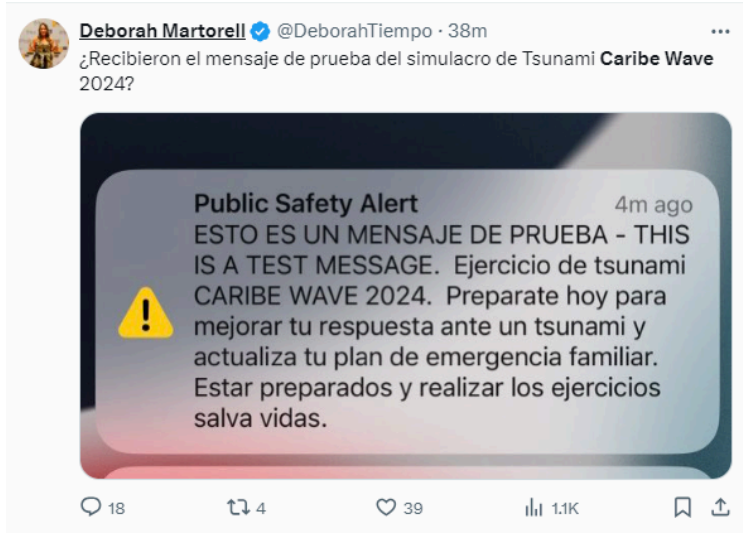 Deborah Martorell @DeborahTiempo · 38m
¿Recibieron el mensaje de prueba del simulacro de Tsunami Caribe Wave
2024?
Public Safety Alert 4m ago
ESTO ES UN MENSAJE DE PRUEBA - THIS
IS A TEST MESSAGE. Ejercicio de tsunami
CARIBE WAVE 2024. Preparate hoy para
mejorar tu respuesta ante un tsunami y
actualiza tu plan de emergencia familiar.
Estar preparados y realizar los ejercicios
salva vidas.
18 4 39 1.1K